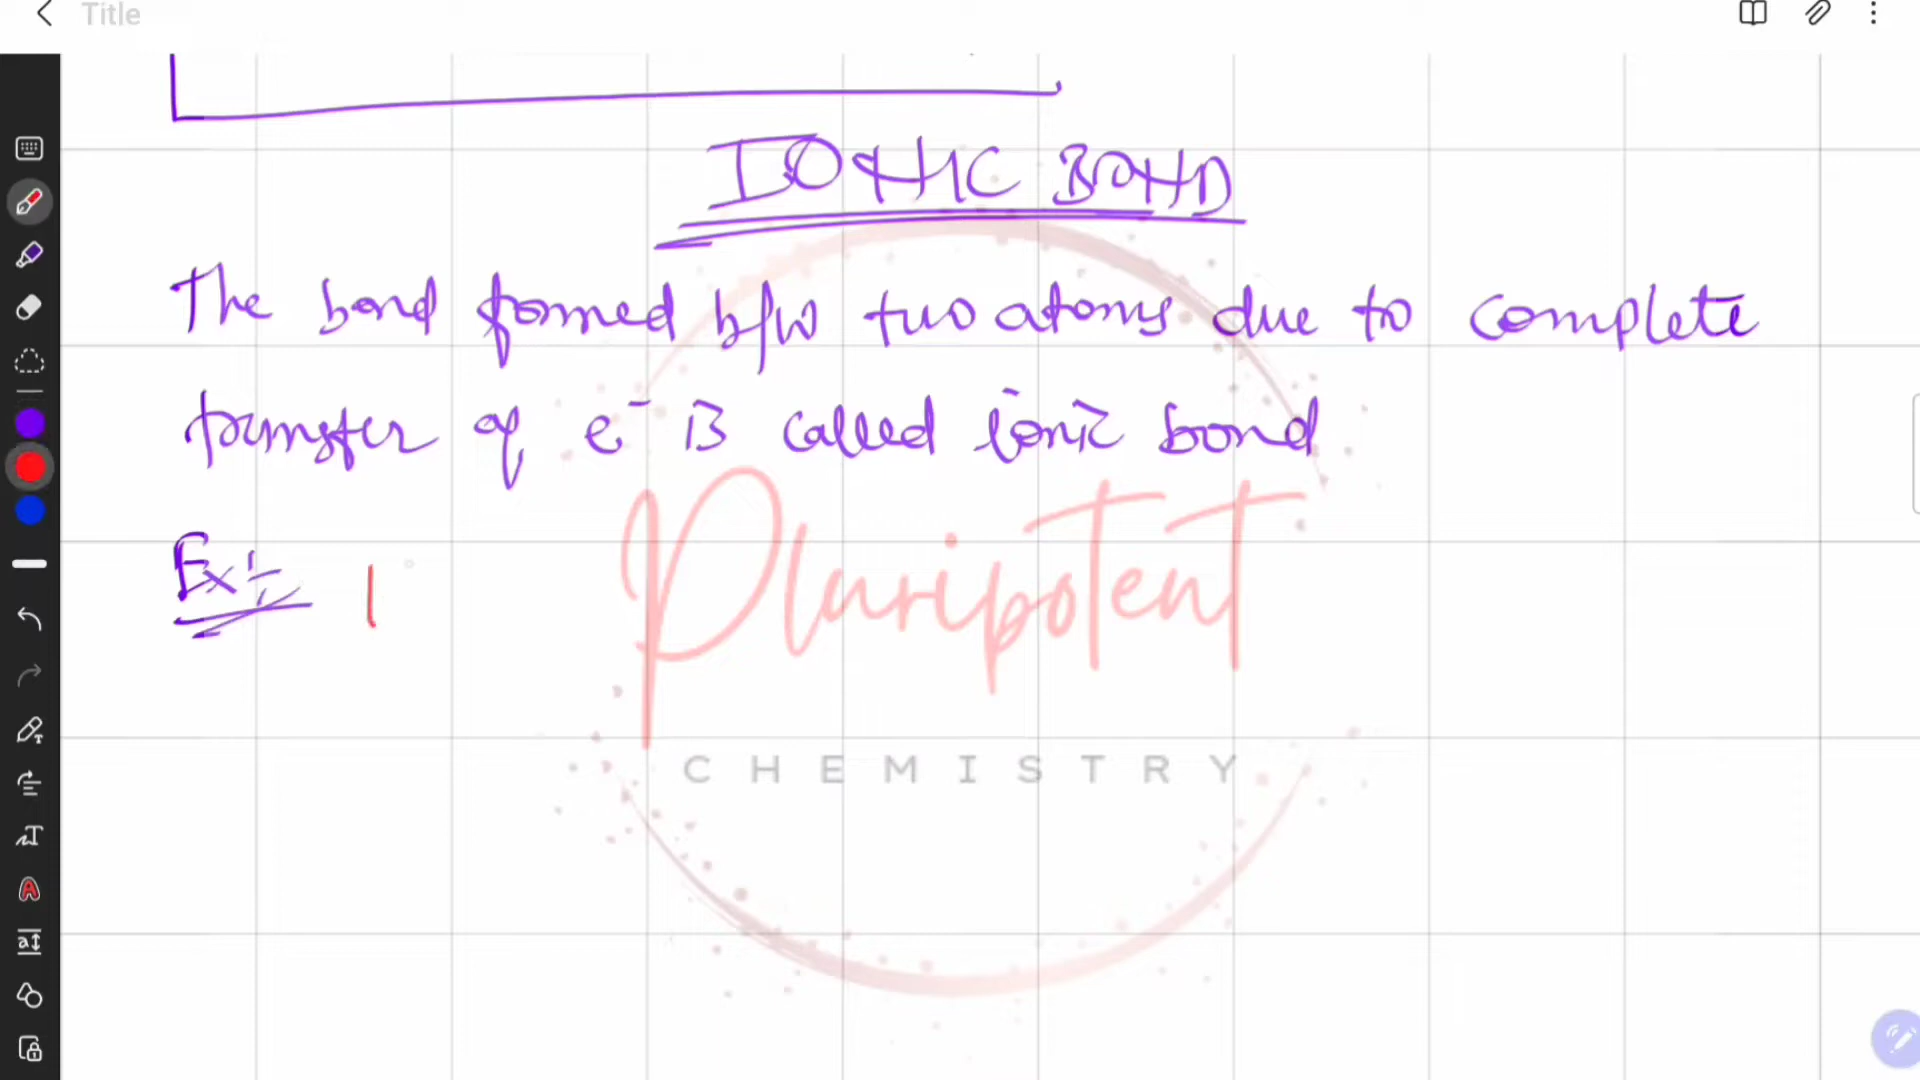 Title
IONIC BOND
The bond formed b/w two atoms due to complete
transfer of e⁻ is called ionic bond
Ex:-
Pluripotent
CHEMISTRY